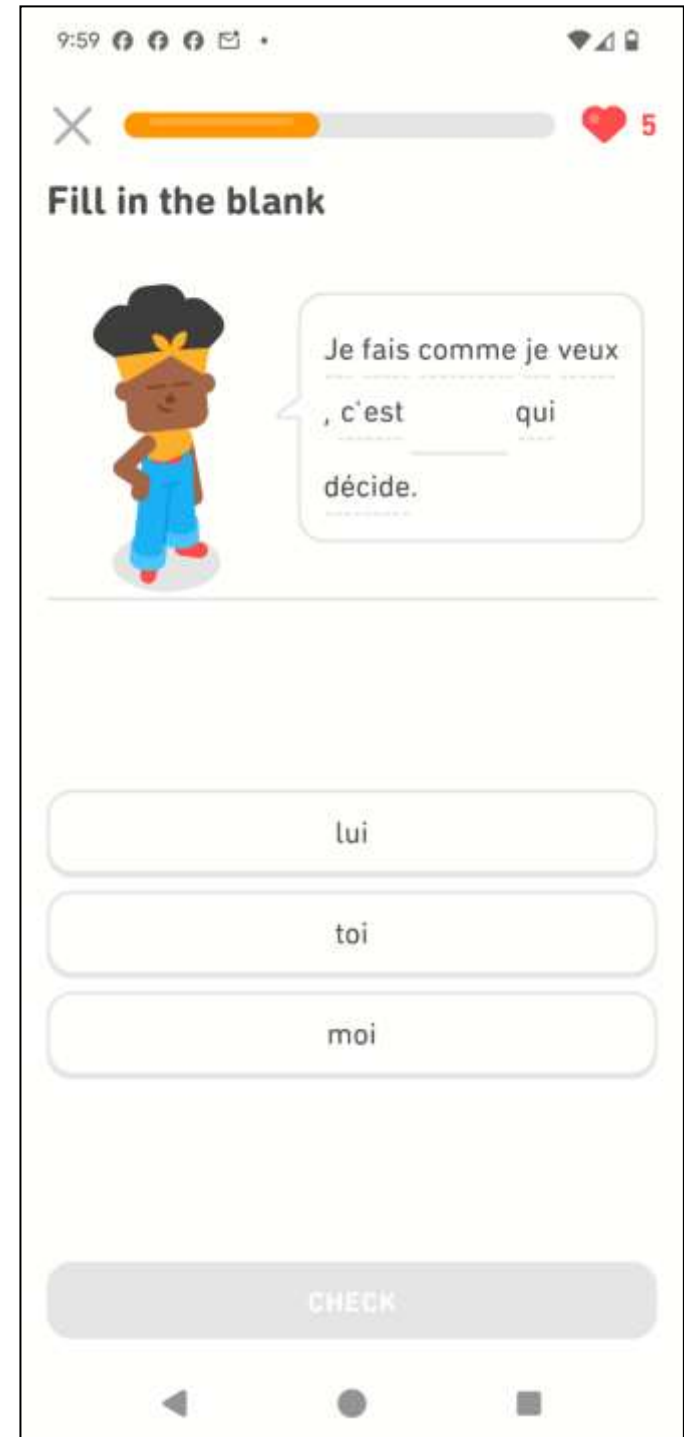 9:59
5
Fill in the blank
Je fais comme je veux
, c'est ______ qui
décide.
lui
toi
moi
CHECK